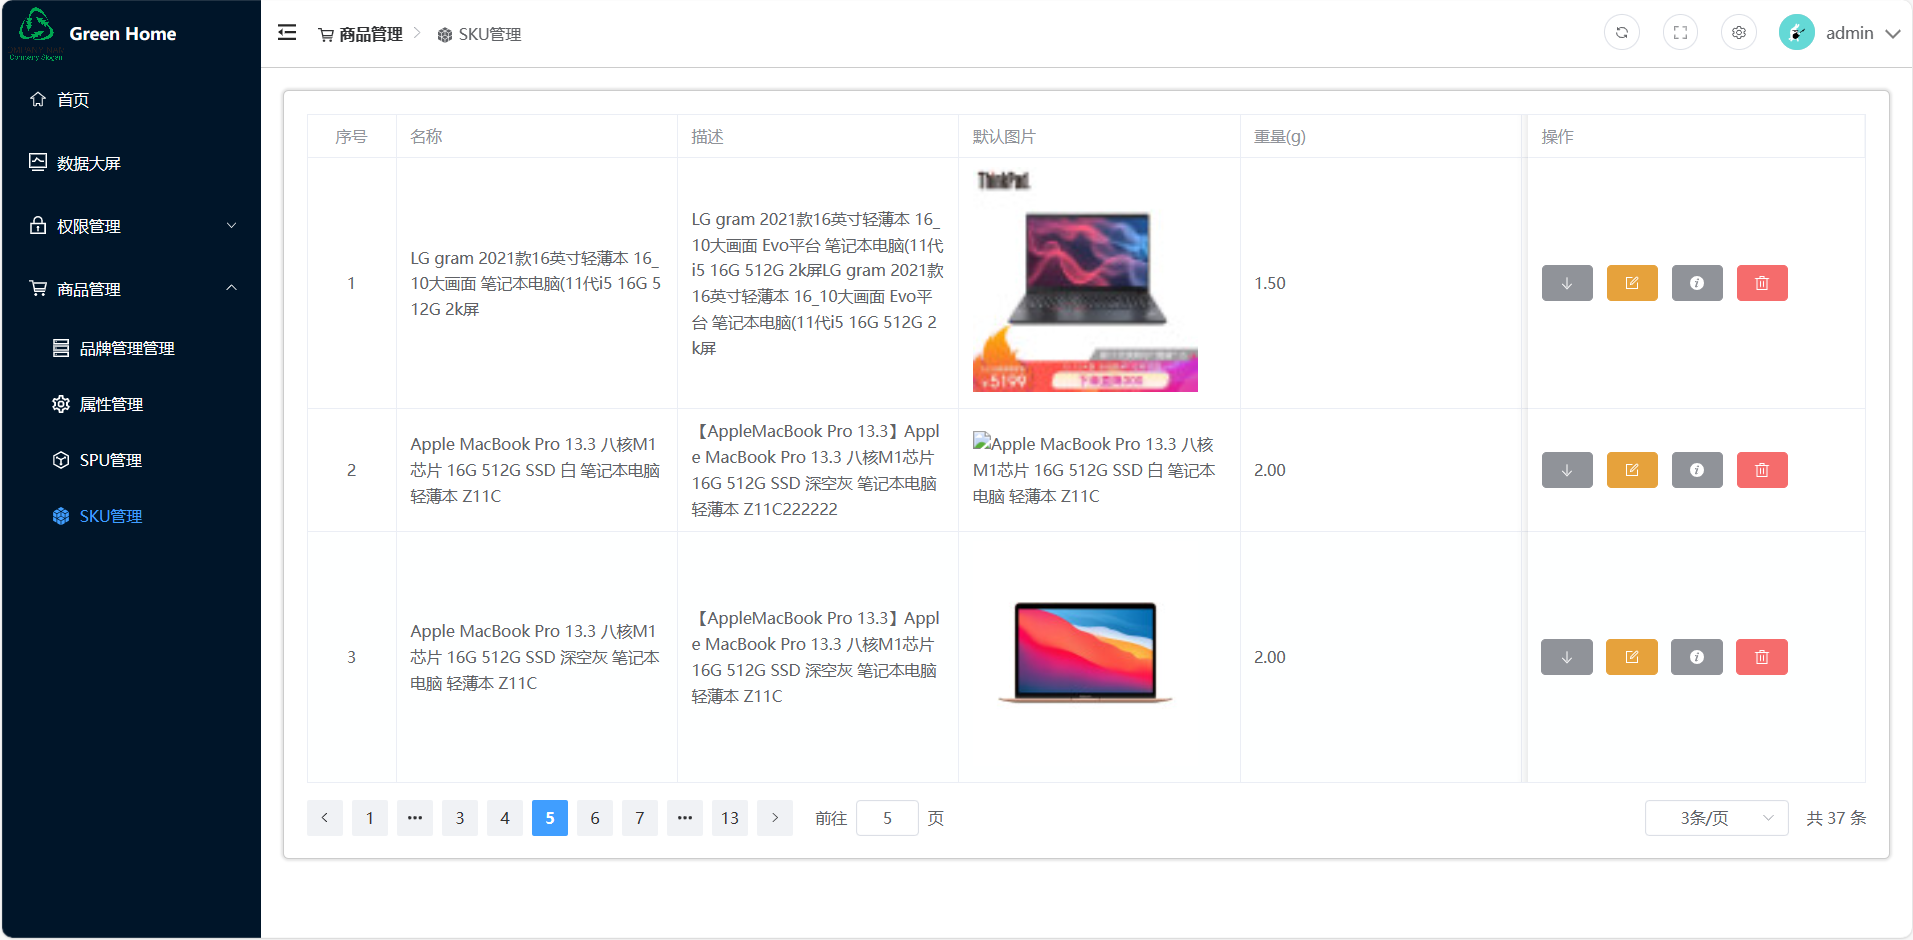 Green Home
首页
数据大屏
权限管理
商品管理
品牌管理管理
属性管理
SPU管理
SKU管理
商品管理
SKU管理
admin
序号
名称
描述
默认图片
重量(g)
操作
1
LG gram 2021款16英寸轻薄本 16_
10大画面 笔记本电脑(11代i5 16G 5
12G 2k屏
LG gram 2021款16英寸轻薄本 16_
10大画面 Evo平台 笔记本电脑(11代
i5 16G 512G 2k屏LG gram 2021款
16英寸轻薄本 16_10大画面 Evo平
台 笔记本电脑(11代i5 16G 512G 2
k屏
ThinkPad.
¥5199
1.50
2
Apple MacBook Pro 13.3 八核M1
芯片 16G 512G SSD 白 笔记本电脑
轻薄本 Z11C
【AppleMacBook Pro 13.3】Appl
e MacBook Pro 13.3 八核M1芯片
16G 512G SSD 深空灰 笔记本电脑
轻薄本 Z11C222222
Apple MacBook Pro 13.3 八核
M1芯片 16G 512G SSD 白 笔记本
电脑 轻薄本 Z11C
2.00
3
Apple MacBook Pro 13.3 八核M1
芯片 16G 512G SSD 深空灰 笔记本
电脑 轻薄本 Z11C
【AppleMacBook Pro 13.3】Appl
e MacBook Pro 13.3 八核M1芯片
16G 512G SSD 深空灰 笔记本电脑
轻薄本 Z11C
2.00
1 ••• 3 4 5 6 7 ••• 13 前往 5 页
3条/页 共 37 条